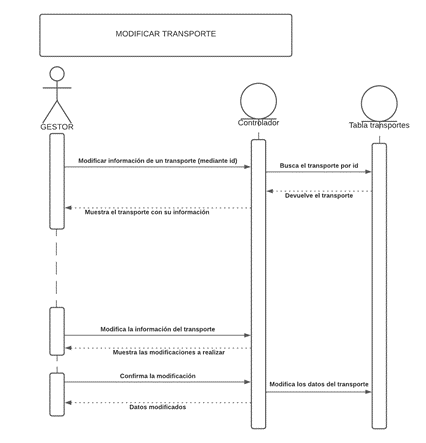 MODIFICAR TRANSPORTE
GESTOR
Controlador
Tabla transportes
Modificar información de un transporte (mediante id)
Busca el transporte por id
Devuelve el transporte
Muestra el transporte con su información
Modifica la información del transporte
Muestra las modificaciones a realizar
Confirma la modificación
Modifica los datos del transporte
Datos modificados